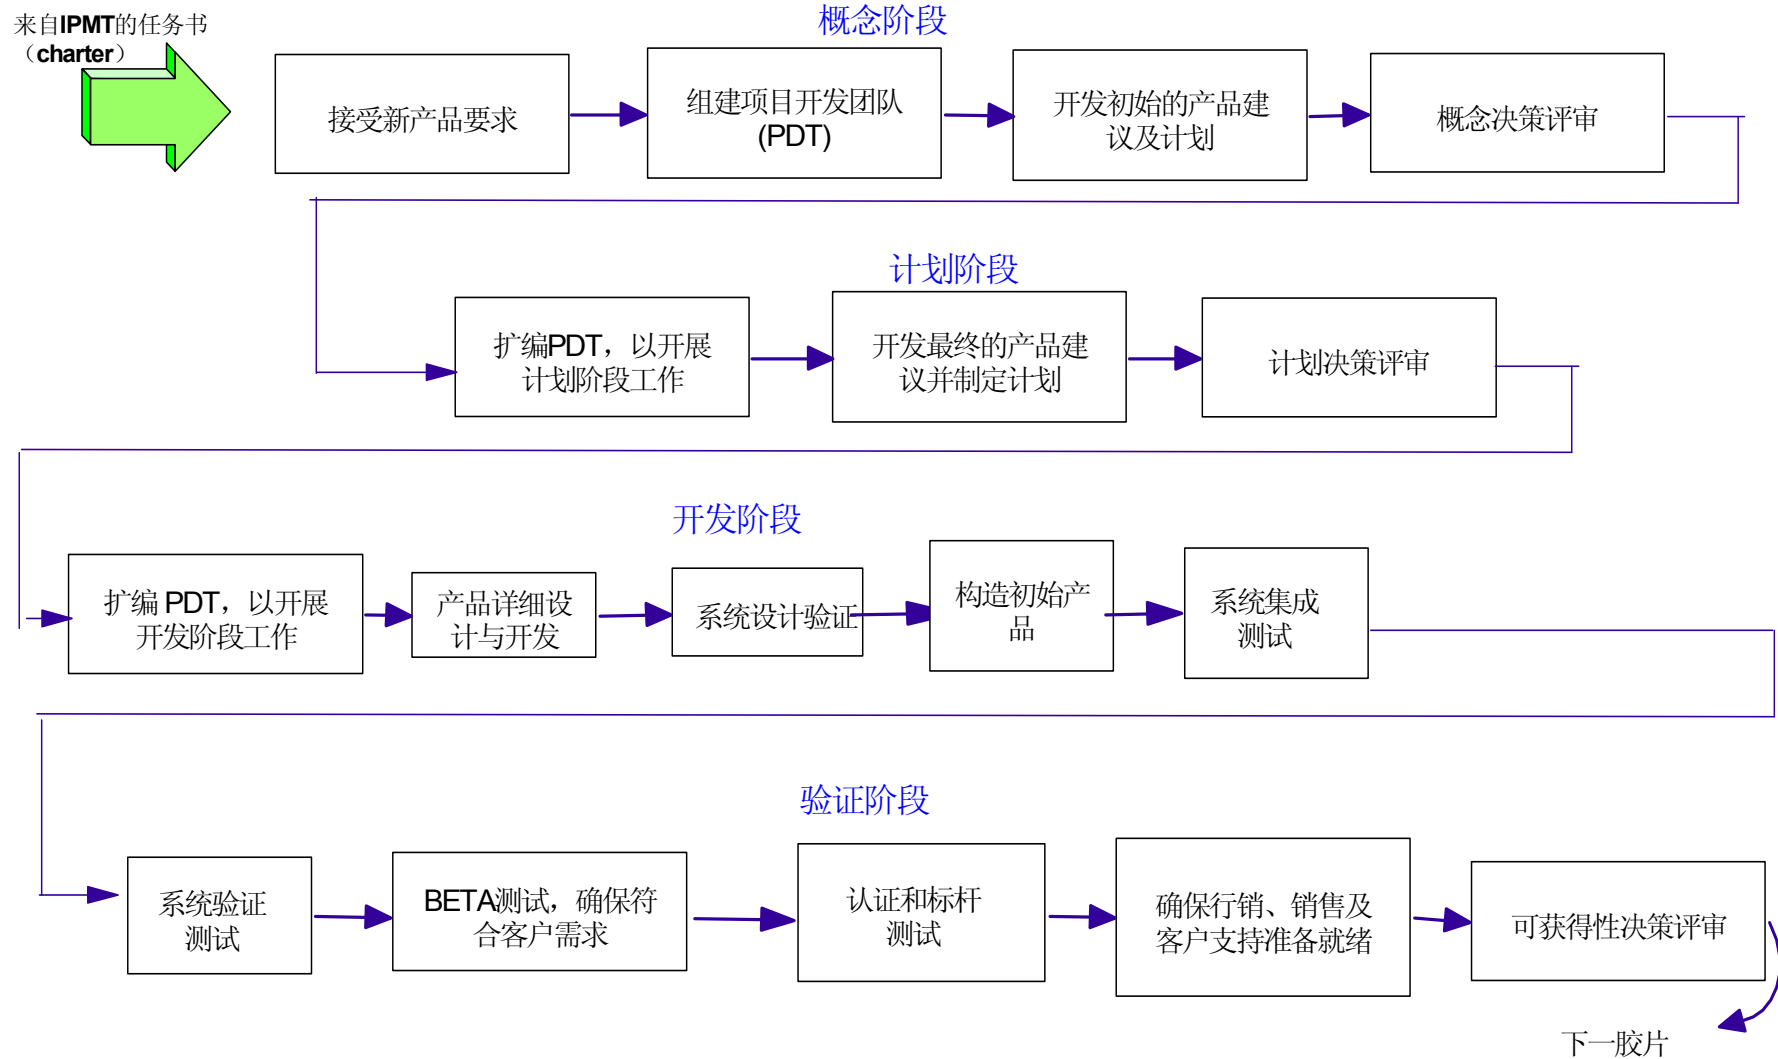 来自IPMT的任务书
（charter）
概念阶段
接受新产品要求
组建项目开发团队
(PDT)
开发初始的产品建
议及计划
概念决策评审
计划阶段
扩编PDT，以开展
计划阶段工作
开发最终的产品建
议并制定计划
计划决策评审
开发阶段
扩编 PDT，以开展
开发阶段工作
产品详细设
计与开发
系统设计验证
构造初始产
品
系统集成
测试
验证阶段
系统验证
测试
BETA测试，确保符
合客户需求
认证和标杆
测试
确保行销、销售及
客户支持准备就绪
可获得性决策评审
下一胶片